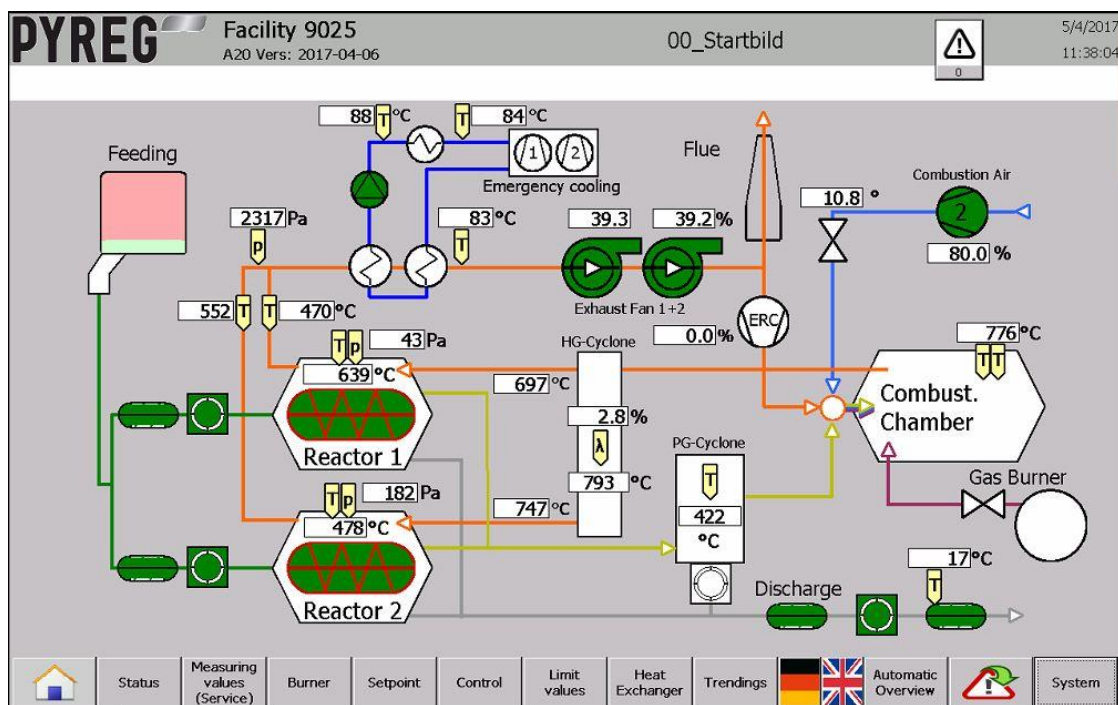 PYREG
Facility 9025
A20 Vers: 2017-04-06
00_Startbild
0
5/4/2017
11:38:04
Feeding
88 T °C
T 84 °C
1 2
Emergency cooling
Flue
Combustion Air
2
80.0 %
10.8 °
2317 Pa
p
83 °C
T
39.3
39.2 %
Exhaust Fan 1+2
552 T
T 470 °C
ERC
0.0 %
HG-Cyclone
T p
43 Pa
639 °C
Reactor 1
697 °C
2.8 %
λ
793 °C
747 °C
776 °C
T T
Combust.
Chamber
PG-Cyclone
T
422
°C
Gas Burner
T p
182 Pa
478 °C
Reactor 2
Discharge
17 °C
T
Status
Measuring
values
(Service)
Burner
Setpoint
Control
Limit
values
Heat
Exchanger
Trendings
Automatic
Overview
System